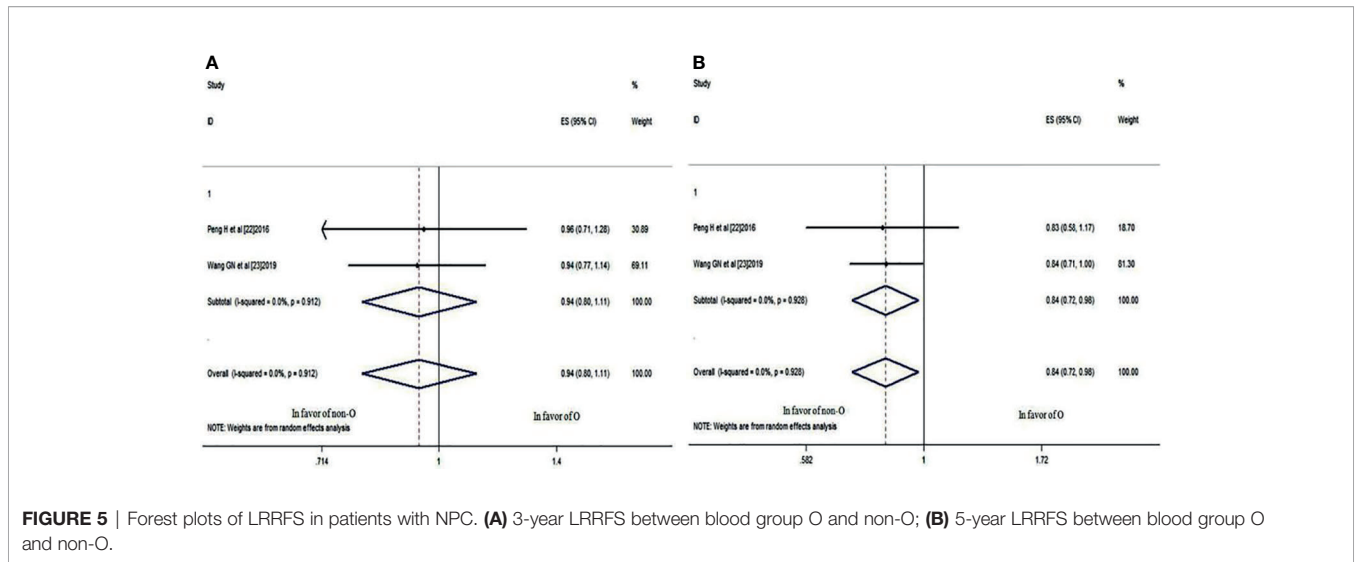 A
Study %
ID ES (95% CI) Weight
1
Peng H et al [22]2016 0.96 (0.71, 1.28) 30.89
Wang GN et al [23]2019 0.94 (0.77, 1.14) 69.11
Subtotal (I-squared = 0.0%, p = 0.912) 0.94 (0.80, 1.11) 100.00
.
Overall (I-squared = 0.0%, p = 0.912) 0.94 (0.80, 1.11) 100.00
In favor of non-O In favor of O
NOTE: Weights are from random effects analysis
.714 1 1.4
B
Study %
ID ES (95% CI) Weight
1
Peng H et al [22]2016 0.83 (0.58, 1.17) 18.70
Wang GN et al [23]2019 0.84 (0.71, 1.00) 81.30
Subtotal (I-squared = 0.0%, p = 0.928) 0.84 (0.72, 0.98) 100.00
.
Overall (I-squared = 0.0%, p = 0.928) 0.84 (0.72, 0.98) 100.00
In favor of non-O In favor of O
NOTE: Weights are from random effects analysis
.582 1 1.72
FIGURE 5 | Forest plots of LRRFS in patients with NPC. (A) 3-year LRRFS between blood group O and non-O; (B) 5-year LRRFS between blood group O
and non-O.